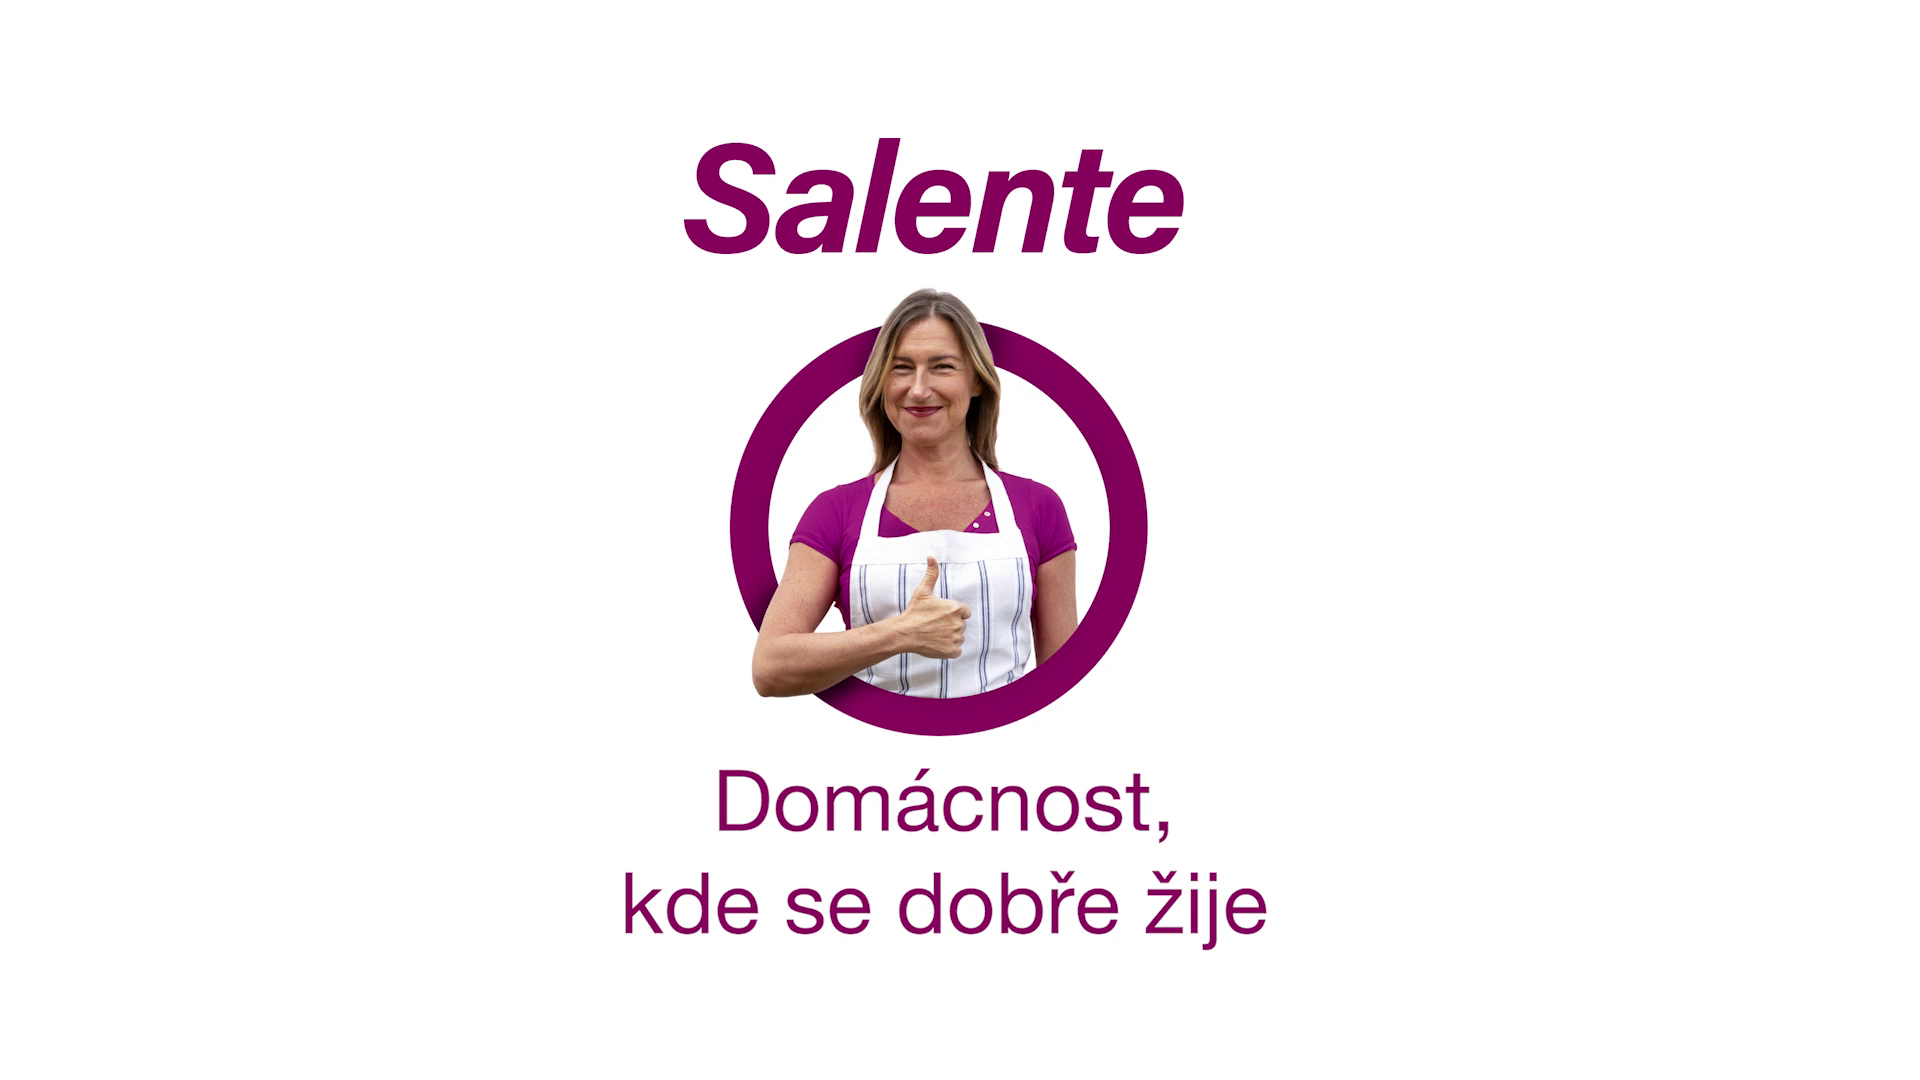 Salente
Domácnost,
kde se dobře žije